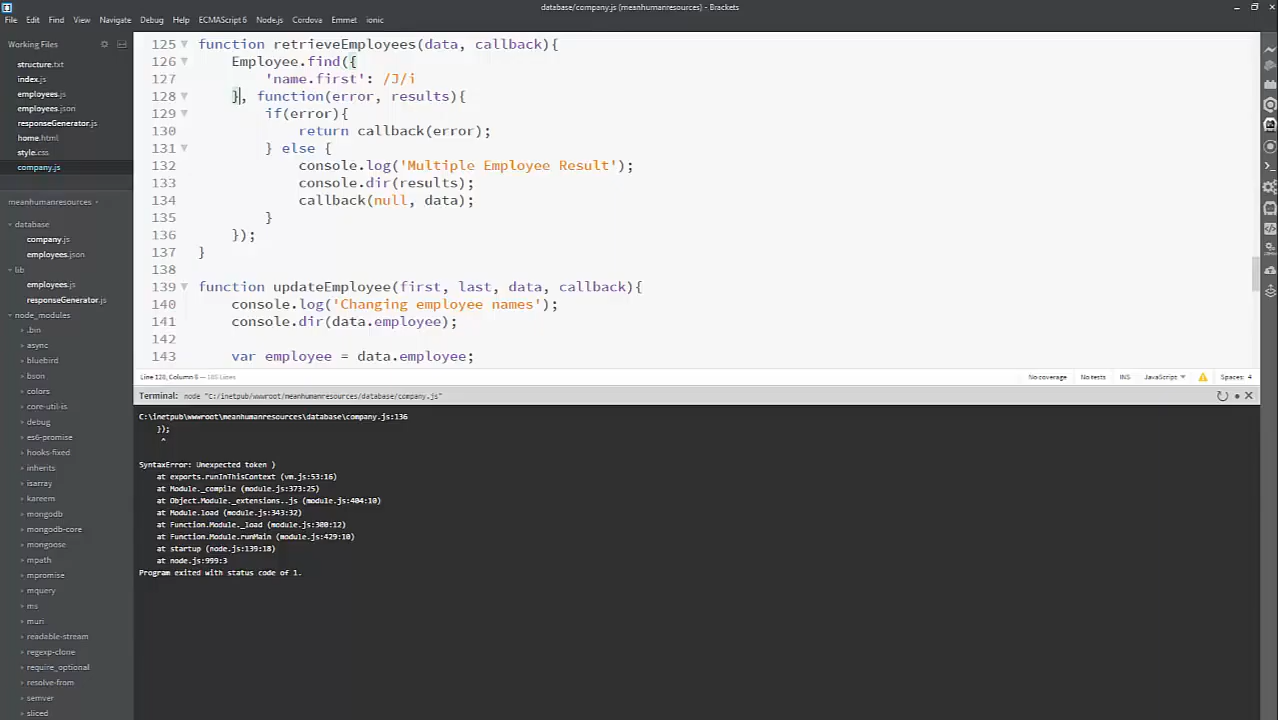 database/company.js (meanhumanresources) - Brackets
File Edit Find View Navigate Debug Help ECMAScript6 Node.js Cordova Emmet ionic
Working Files
structure.txt
index.js
employees.js
employees.json
responseGenerator.js
home.html
style.css
company.js
meanhumanresources
database
company.js
employees.json
lib
employees.js
responseGenerator.js
node_modules
.bin
async
bluebird
bson
colors
core-util-is
debug
es6-promise
hooks-fixed
inherits
isarray
kareem
mongodb
mongodb-core
mongoose
mpath
mpromise
mquery
ms
muri
readable-stream
regexp-clone
require_optional
resolve-from
semver
sliced
125 function retrieveEmployees(data, callback){
126 Employee.find({
127 'name.first': /J/i
128 }, function(error, results){
129 if(error){
130 return callback(error);
131 } else {
132 console.log('Multiple Employee Result');
133 console.dir(results);
134 callback(null, data);
135 }
136 });
137 }
138
139 function updateEmployee(first, last, data, callback){
140 console.log('Changing employee names');
141 console.dir(data.employee);
142
143 var employee = data.employee;
No coverage No tests INS JavaScript Spaces: 4
Terminal: node "C:/inetpub/wwwroot/meanhumanresources/database/company.js"
C:\inetpub\wwwroot\meanhumanresources\database\company.js:136
});
^
SyntaxError: Unexpected token )
at exports.runInThisContext (vm.js:53:16)
at Module._compile (module.js:373:25)
at Object.Module._extensions..js (module.js:404:10)
at Module.load (module.js:343:32)
at Function.Module._load (module.js:300:12)
at Function.Module.runMain (module.js:429:10)
at startup (node.js:139:18)
at node.js:999:3
Program exited with status code of 1.